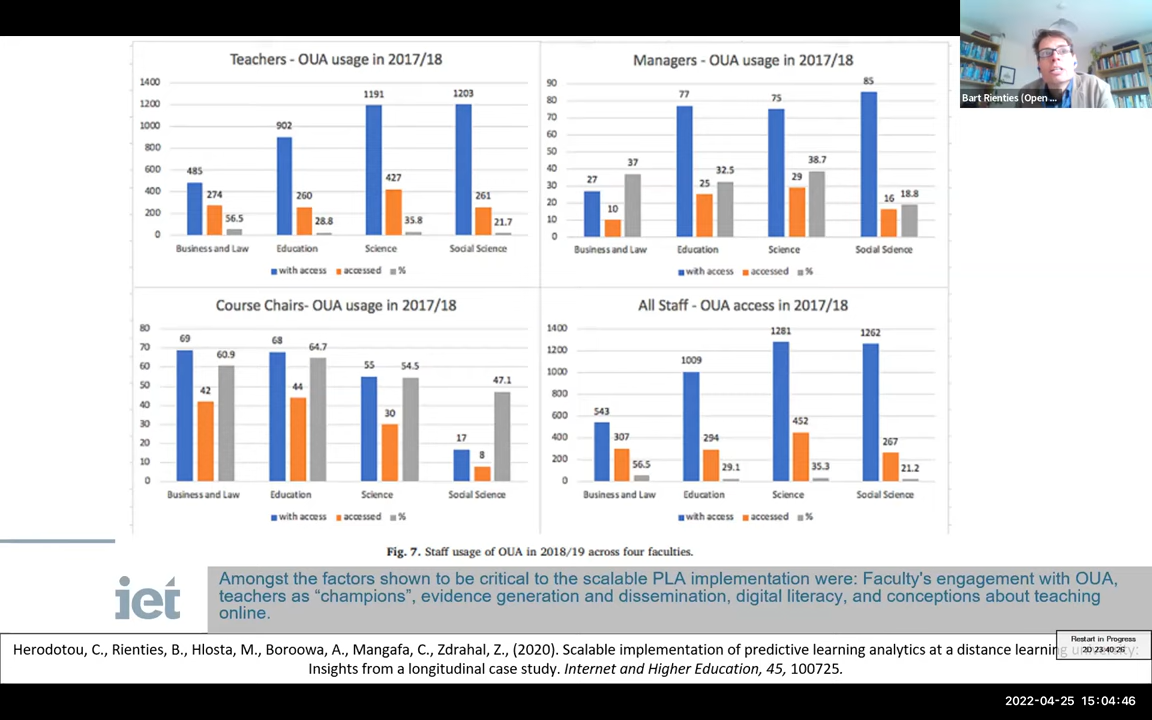 Teachers - OUA usage in 2017/18
1400
1200
1000
800
600
400
200
0
485
274
56.5
902
260
28.8
1191
427
35.8
1203
261
21.7
Business and Law
Education
Science
Social Science
with access
accessed
%
Managers - OUA usage in 2017/18
90
80
70
60
50
40
30
20
10
0
27
10
37
77
25
32.5
75
29
38.7
85
16
18.8
Business and Law
Education
Science
Social Science
with access
accessed
%
Course Chairs- OUA usage in 2017/18
80
70
60
50
40
30
20
10
0
69
42
60.9
68
44
64.7
55
30
54.5
17
8
47.1
Business and Law
Education
Science
Social Science
with access
accessed
%
All Staff - OUA access in 2017/18
1400
1200
1000
800
600
400
200
0
543
307
56.5
1009
294
29.1
1281
452
35.3
1262
267
21.2
Business and Law
Education
Science
Social Science
with access
accessed
%
Bart Rienties (Open ...
Fig. 7. Staff usage of OUA in 2018/19 across four faculties.
iet
Amongst the factors shown to be critical to the scalable PLA implementation were: Faculty's engagement with OUA,
teachers as “champions”, evidence generation and dissemination, digital literacy, and conceptions about teaching
online.
Herodotou, C., Rienties, B., Hlosta, M., Boroowa, A., Mangafa, C., Zdrahal, Z., (2020). Scalable implementation of predictive learning analytics at a distance learning university:
Insights from a longitudinal case study. Internet and Higher Education, 45, 100725.
Restart in Progress
2022-04-25 15:04:46